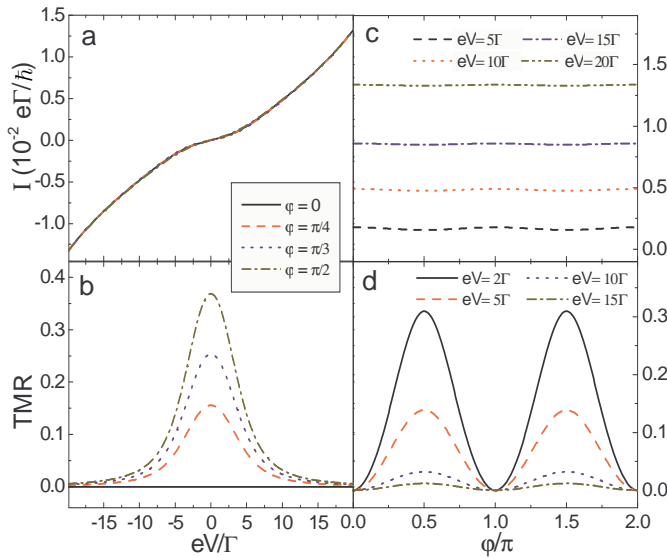 a
I (10⁻² eΓ/ħ)
1.5
1.0
0.5
0.0
-0.5
-1.0
φ = 0
φ = π/4
φ = π/3
φ = π/2
b
TMR
0.4
0.3
0.2
0.1
0.0
-15 -10 -5 0 5 10 15
eV/Γ
c
eV= 5Γ eV= 15Γ
eV= 10Γ eV= 20Γ
1.5
1.0
0.5
0.0
d
eV= 2Γ eV= 10Γ
eV= 5Γ eV= 15Γ
0.3
0.2
0.1
0.0
0.0 0.5 1.0 1.5 2.0
φ/π